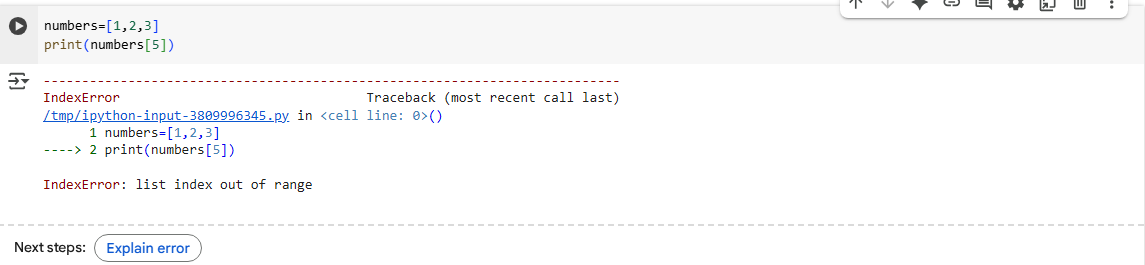 numbers=[1,2,3]
print(numbers[5])
---------------------------------------------------------------------------
IndexError                                Traceback (most recent call last)
/tmp/ipython-input-3809996345.py in <cell line: 0>()
      1 numbers=[1,2,3]
----> 2 print(numbers[5])

IndexError: list index out of range
Next steps: Explain error